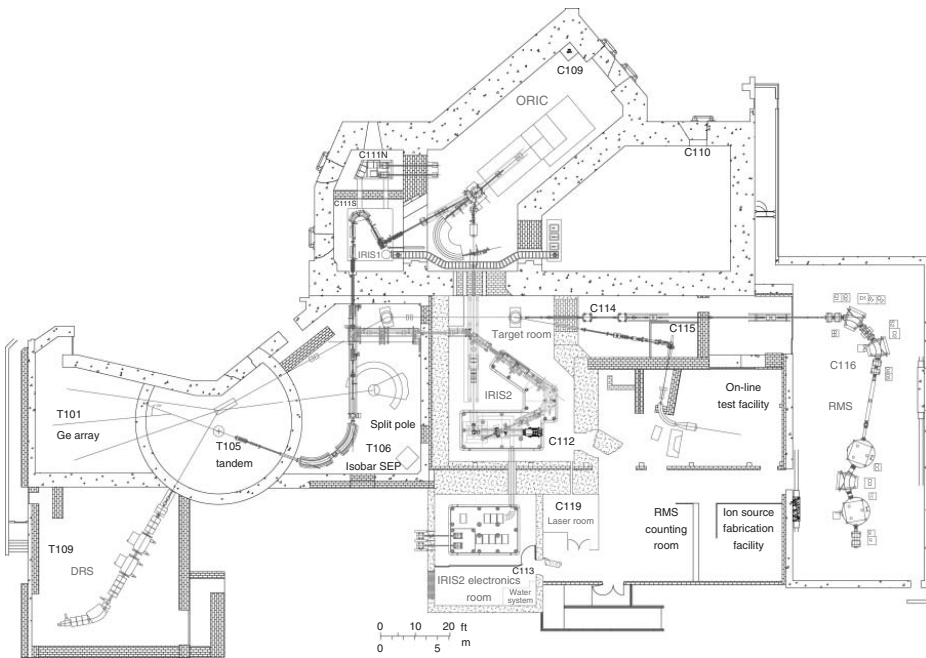 C109
ORIC
C110
C111N
C111S
IRIS1
C114
Target room
C115
C116
RMS
IRIS2
On-line
test facility
T101
Ge array
T105
tandem
Split pole
T106
Isobar SEP
C112
C119
Laser room
RMS
counting
room
Ion source
fabrication
facility
T109
DRS
C113
IRIS2 electronics
room
Water
system
0 10 20 ft
0 5 m